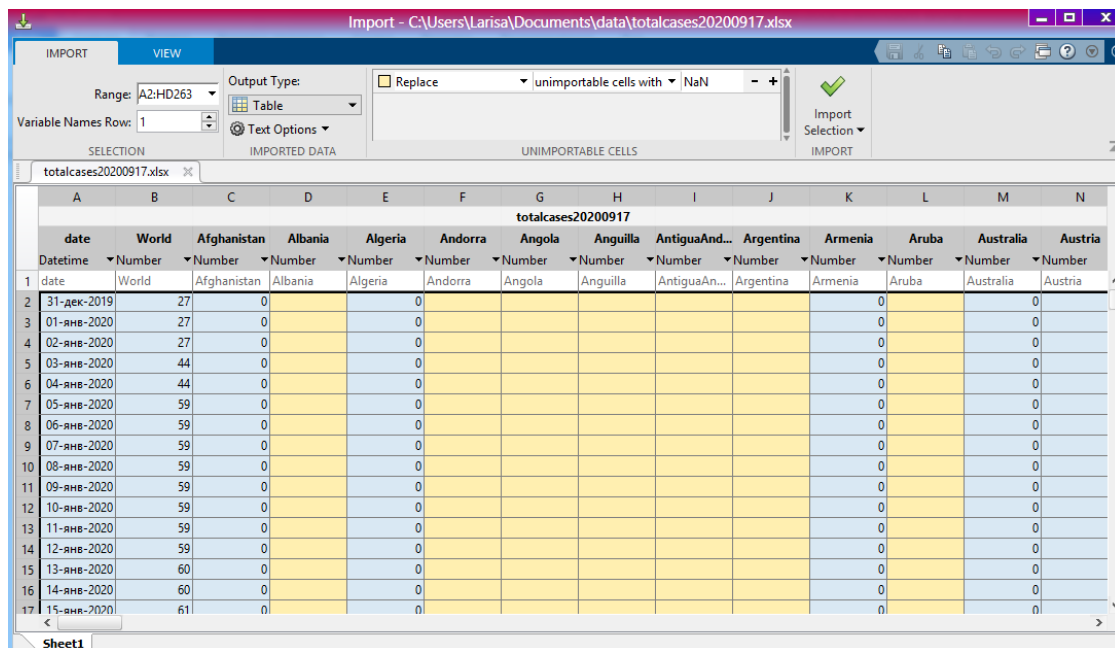 Import - C:\Users\Larisa\Documents\data\totalcases20200917.xlsx
IMPORT VIEW
Range: A2:HD263 Output Type: Replace unimportable cells with NaN - +
Variable Names Row: 1 Table Import
Text Options Selection
SELECTION IMPORTED DATA UNIMPORTABLE CELLS IMPORT
totalcases20200917.xlsx
A B C D E F G H I J K L M N
totalcases20200917
date World Afghanistan Albania Algeria Andorra Angola Anguilla AntiguaAnd... Argentina Armenia Aruba Australia Austria
Datetime Number Number Number Number Number Number Number Number Number Number Number Number Number
1 date World Afghanistan Albania Algeria Andorra Angola Anguilla AntiguaAn... Argentina Armenia Aruba Australia Austria
2 31-дек-2019 27 0 0 0 0
3 01-янв-2020 27 0 0 0 0
4 02-янв-2020 27 0 0 0 0
5 03-янв-2020 44 0 0 0 0
6 04-янв-2020 44 0 0 0 0
7 05-янв-2020 59 0 0 0 0
8 06-янв-2020 59 0 0 0 0
9 07-янв-2020 59 0 0 0 0
10 08-янв-2020 59 0 0 0 0
11 09-янв-2020 59 0 0 0 0
12 10-янв-2020 59 0 0 0 0
13 11-янв-2020 59 0 0 0 0
14 12-янв-2020 59 0 0 0 0
15 13-янв-2020 60 0 0 0 0
16 14-янв-2020 60 0 0 0 0
17 15-янв-2020 61 0 0 0 0
Sheet1